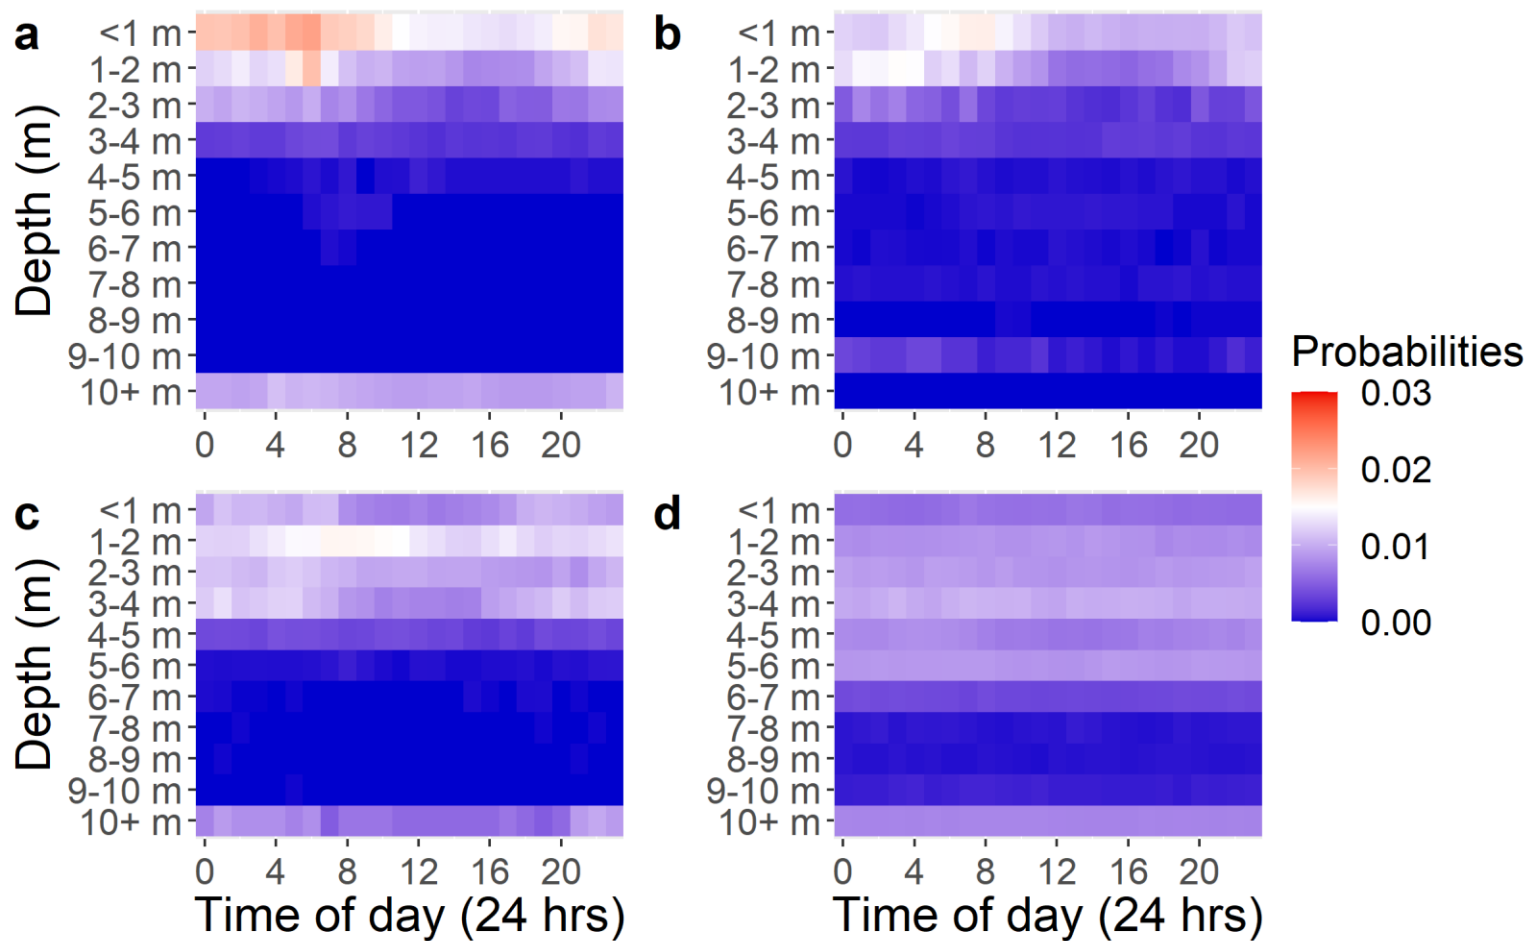 a
Depth (m)
<1 m
1-2 m
2-3 m
3-4 m
4-5 m
5-6 m
6-7 m
7-8 m
8-9 m
9-10 m
10+ m
0 4 8 12 16 20
b
<1 m
1-2 m
2-3 m
3-4 m
4-5 m
5-6 m
6-7 m
7-8 m
8-9 m
9-10 m
10+ m
0 4 8 12 16 20
c
Depth (m)
<1 m
1-2 m
2-3 m
3-4 m
4-5 m
5-6 m
6-7 m
7-8 m
8-9 m
9-10 m
10+ m
0 4 8 12 16 20
Time of day (24 hrs)
d
<1 m
1-2 m
2-3 m
3-4 m
4-5 m
5-6 m
6-7 m
7-8 m
8-9 m
9-10 m
10+ m
0 4 8 12 16 20
Time of day (24 hrs)
Probabilities
0.03
0.02
0.01
0.00